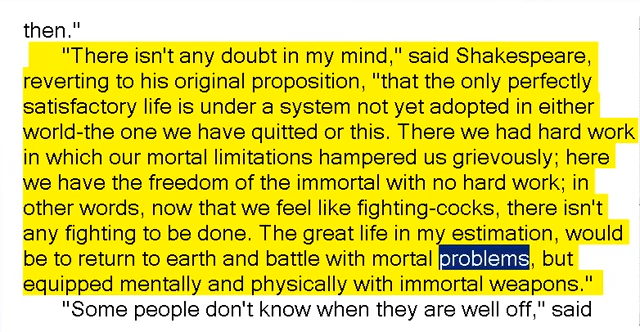 then."
"There isn't any doubt in my mind," said Shakespeare,
reverting to his original proposition, "that the only perfectly
satisfactory life is under a system not yet adopted in either
world-the one we have quitted or this. There we had hard work
in which our mortal limitations hampered us grievously; here
we have the freedom of the immortal with no hard work; in
other words, now that we feel like fighting-cocks, there isn't
any fighting to be done. The great life in my estimation, would
be to return to earth and battle with mortal problems, but
equipped mentally and physically with immortal weapons."
"Some people don't know when they are well off," said